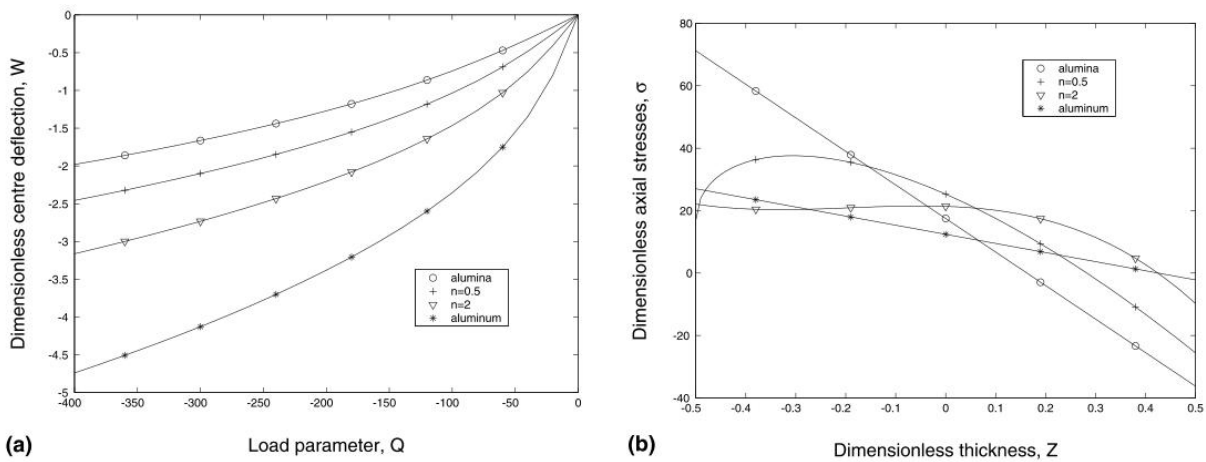 Dimensionless centre deflection, W
0
-0.5
-1
-1.5
-2
-2.5
-3
-3.5
-4
-4.5
-5
alumina
n=0.5
n=2
aluminum
-400 -350 -300 -250 -200 -150 -100 -50 0
(a) Load parameter, Q
Dimensionless axial stresses, σ
80
60
40
20
0
-20
-40
alumina
n=0.5
n=2
aluminum
-0.5 -0.4 -0.3 -0.2 -0.1 0 0.1 0.2 0.3 0.4 0.5
(b) Dimensionless thickness, Z